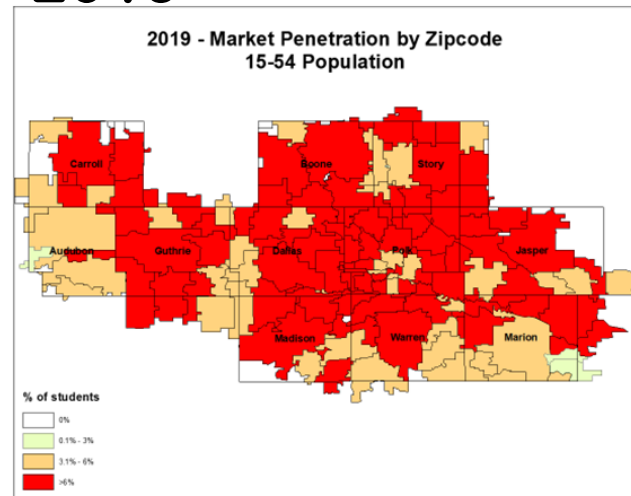 2019 - Market Penetration by Zipcode
15-54 Population
Carroll
Boone
Story
Audubon
Guthrie
Dallas
Polk
Jasper
Madison
Warren
Marion
% of students
0%
0.1% - 3%
3.1% - 6%
>6%